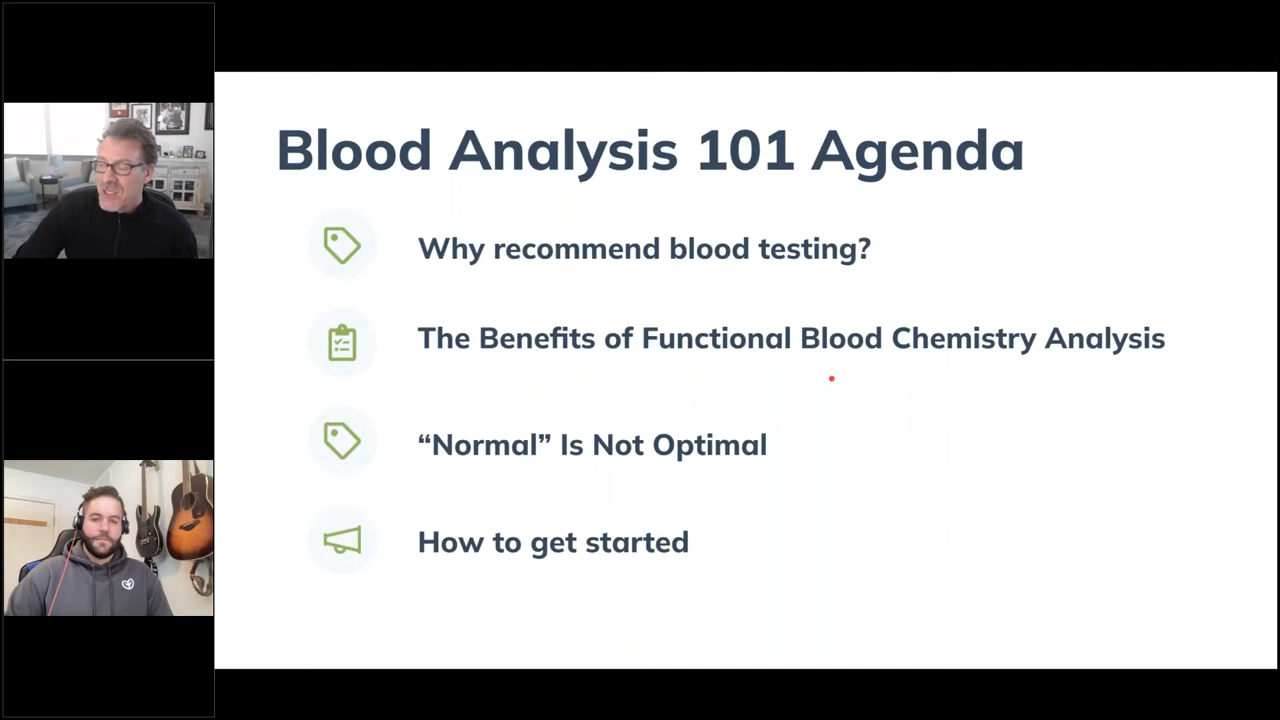 Blood Analysis 101 Agenda
Why recommend blood testing?
The Benefits of Functional Blood Chemistry Analysis
“Normal” Is Not Optimal
How to get started